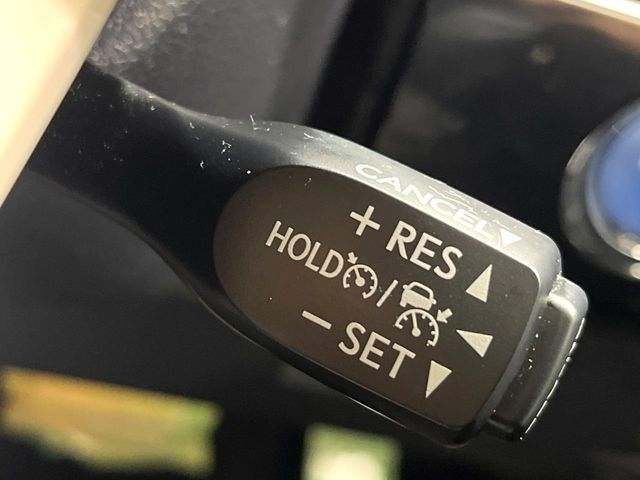 CANCEL▼
+ RES ▲
HOLD /
− SET ▼